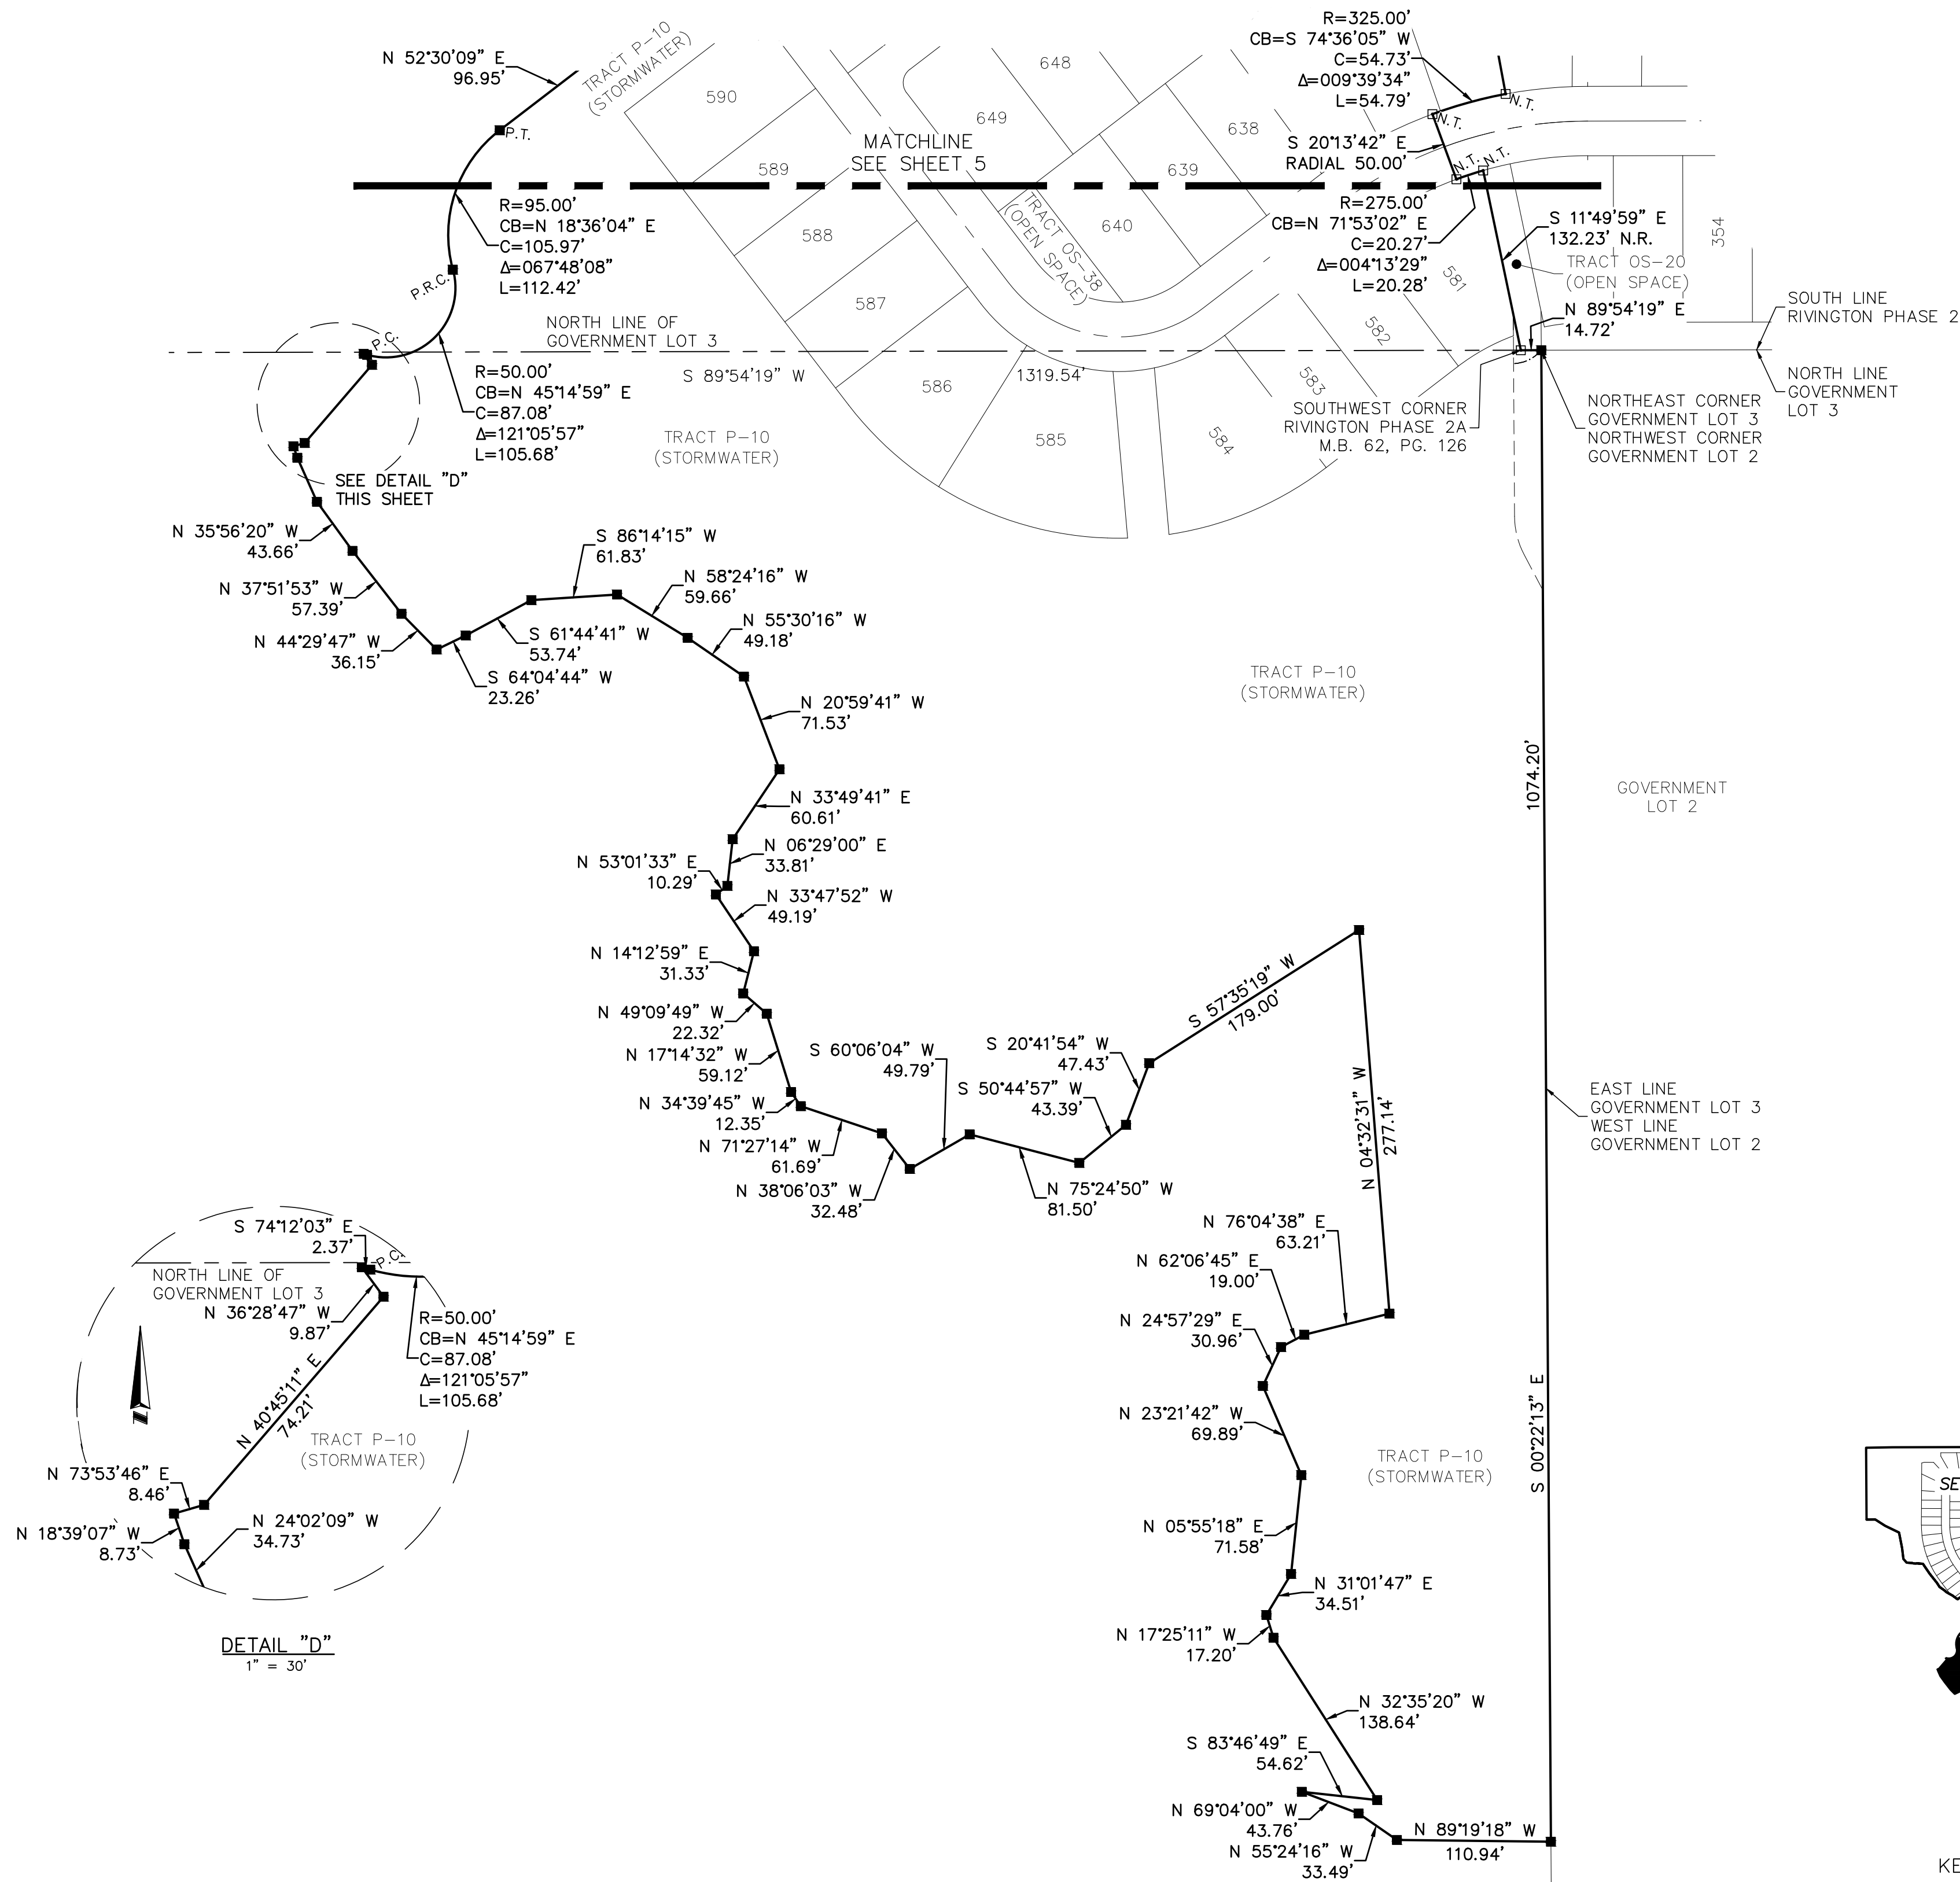 N 52°30'09" E
96.95'
TRACT P-10
(STORMWATER)
P.T.
590
589
588
587
586
585
584
583
582
581
648
649
638
639
640
354
MATCHLINE
SEE SHEET 5
TRACT OS-38
(OPEN SPACE)
R=325.00'
CB=S 74°36'05" W
C=54.73'
Δ=009°39'34"
L=54.79'
N.T.
N.T.
S 20°13'42" E
RADIAL 50.00'
N.T.
N.T.
R=275.00'
CB=N 71°53'02" E
C=20.27'
Δ=004°13'29"
L=20.28'
S 11°49'59" E
132.23' N.R.
TRACT OS-20
(OPEN SPACE)
N 89°54'19" E
14.72'
SOUTH LINE
RIVINGTON PHASE 2
NORTH LINE
GOVERNMENT
LOT 3
NORTHEAST CORNER
GOVERNMENT LOT 3
NORTHWEST CORNER
GOVERNMENT LOT 2
SOUTHWEST CORNER
RIVINGTON PHASE 2A
M.B. 62, PG. 126
R=95.00'
CB=N 18°36'04" E
C=105.97'
Δ=067°48'08"
L=112.42'
P.R.C.
P.C.
NORTH LINE OF
GOVERNMENT LOT 3
S 89°54'19" W
1319.54'
R=50.00'
CB=N 45°14'59" E
C=87.08'
Δ=121°05'57"
L=105.68'
TRACT P-10
(STORMWATER)
SEE DETAIL "D"
THIS SHEET
N 35°56'20" W
43.66'
N 37°51'53" W
57.39'
N 44°29'47" W
36.15'
S 86°14'15" W
61.83'
N 58°24'16" W
59.66'
S 61°44'41" W
53.74'
S 64°04'44" W
23.26'
N 55°30'16" W
49.18'
N 20°59'41" W
71.53'
TRACT P-10
(STORMWATER)
1074.20'
GOVERNMENT
LOT 2
N 33°49'41" E
60.61'
N 06°29'00" E
33.81'
N 53°01'33" E
10.29'
N 33°47'52" W
49.19'
N 14°12'59" E
31.33'
N 49°09'49" W
22.32'
N 17°14'32" W
59.12'
N 34°39'45" W
12.35'
N 71°27'14" W
61.69'
N 38°06'03" W
32.48'
S 60°06'04" W
49.79'
S 20°41'54" W
47.43'
S 50°44'57" W
43.39'
S 57°35'19" W
179.00'
N 75°24'50" W
81.50'
N 04°32'31" W
277.14'
EAST LINE
GOVERNMENT LOT 3
WEST LINE
GOVERNMENT LOT 2
N 76°04'38" E
63.21'
N 62°06'45" E
19.00'
N 24°57'29" E
30.96'
N 23°21'42" W
69.89'
S 00°22'13" E
TRACT P-10
(STORMWATER)
N 05°55'18" E
71.58'
N 31°01'47" E
34.51'
N 17°25'11" W
17.20'
N 32°35'20" W
138.64'
S 83°46'49" E
54.62'
N 69°04'00" W
43.76'
N 55°24'16" W
33.49'
N 89°19'18" W
110.94'
S 74°12'03" E
2.37'
P.C.
NORTH LINE OF
GOVERNMENT LOT 3
N 36°28'47" W
9.87'
R=50.00'
CB=N 45°14'59" E
C=87.08'
Δ=121°05'57"
L=105.68'
N
N 40°45'11" E
74.21'
TRACT P-10
(STORMWATER)
N 73°53'46" E
8.46'
N 18°39'07" W
8.73'
N 24°02'09" W
34.73'
DETAIL "D"
1" = 30'
SE
KE